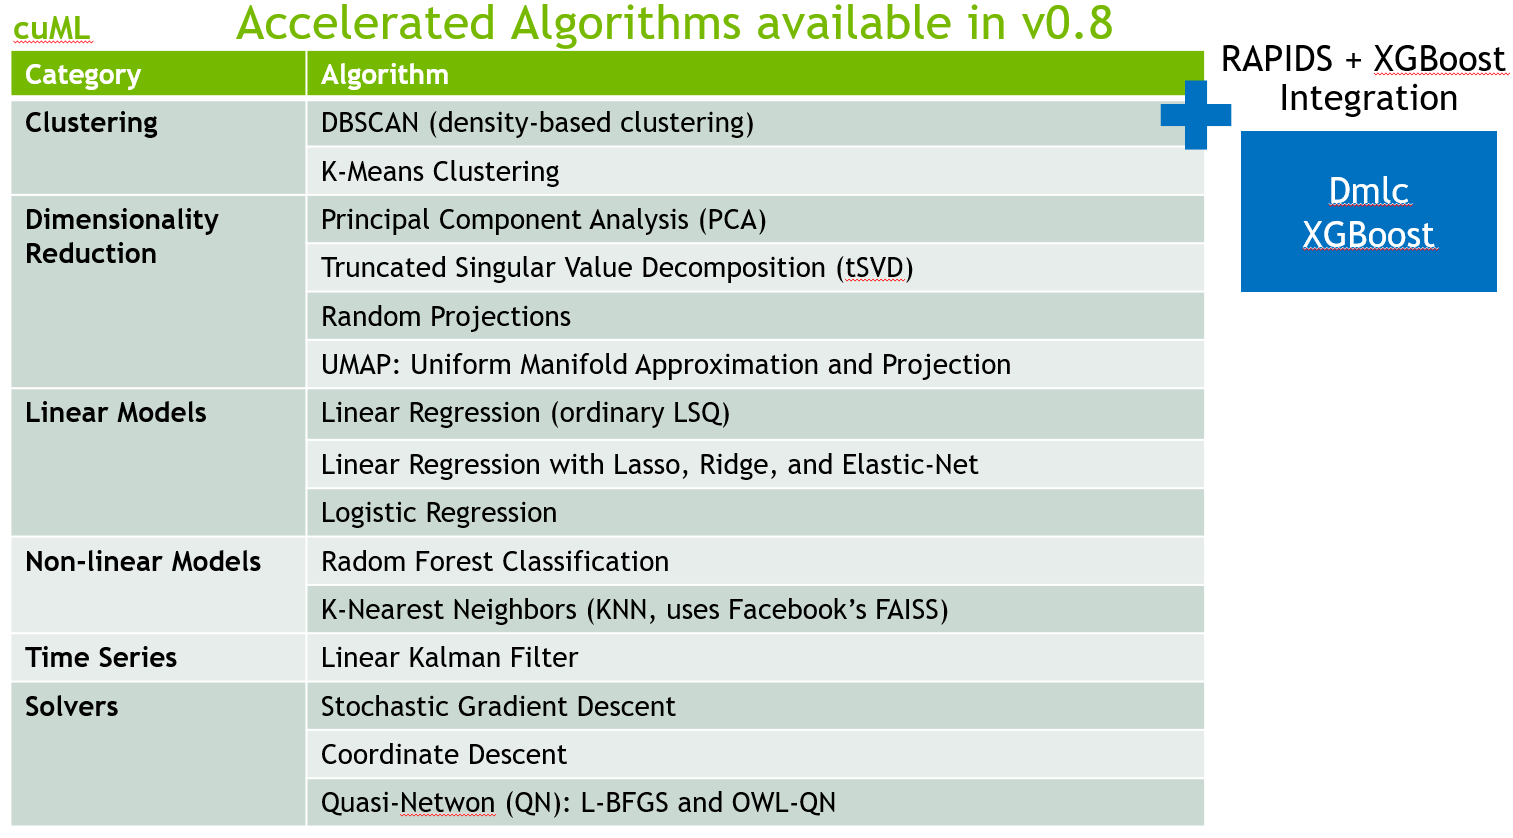 cuML
Accelerated Algorithms available in v0.8
RAPIDS + XGBoost
Integration
Dmlc
XGBoost
Category
Algorithm
Clustering
DBSCAN (density-based clustering)
K-Means Clustering
Dimensionality
Reduction
Principal Component Analysis (PCA)
Truncated Singular Value Decomposition (tSVD)
Random Projections
UMAP: Uniform Manifold Approximation and Projection
Linear Models
Linear Regression (ordinary LSQ)
Linear Regression with Lasso, Ridge, and Elastic-Net
Logistic Regression
Non-linear Models
Radom Forest Classification
K-Nearest Neighbors (KNN, uses Facebook’s FAISS)
Time Series
Linear Kalman Filter
Solvers
Stochastic Gradient Descent
Coordinate Descent
Quasi-Netwon (QN): L-BFGS and OWL-QN